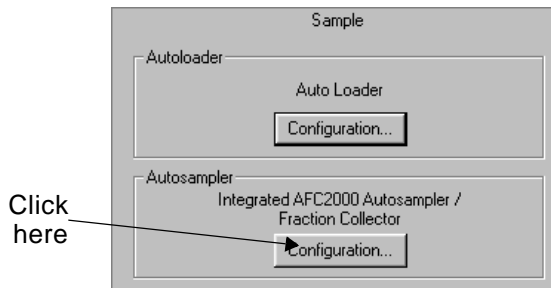 Sample
Autoloader
Auto Loader
Configuration...
Autosampler
Integrated AFC2000 Autosampler /
Fraction Collector
Configuration...
Click
here